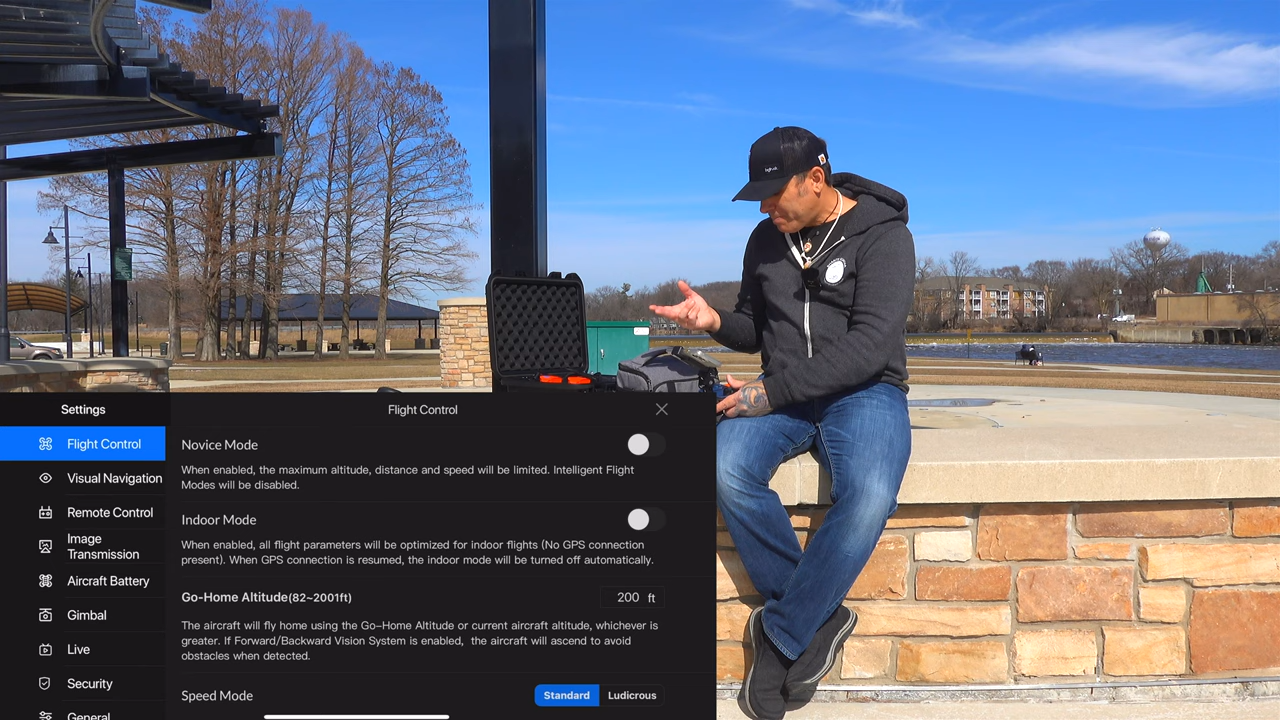 Settings
Flight Control
Flight Control
Visual Navigation
Remote Control
Image
Transmission
Aircraft Battery
Gimbal
Live
Security
General
Novice Mode
When enabled, the maximum altitude, distance and speed will be limited. Intelligent Flight
Modes will be disabled.
Indoor Mode
When enabled, all flight parameters will be optimized for indoor flights (No GPS connection
present). When GPS connection is resumed, the indoor mode will be turned off automatically.
Go-Home Altitude(82~2001ft)
200 ft
The aircraft will fly home using the Go-Home Altitude or current aircraft altitude, whichever is
greater. If Forward/Backward Vision System is enabled, the aircraft will ascend to avoid
obstacles when detected.
Speed Mode
Standard
Ludicrous